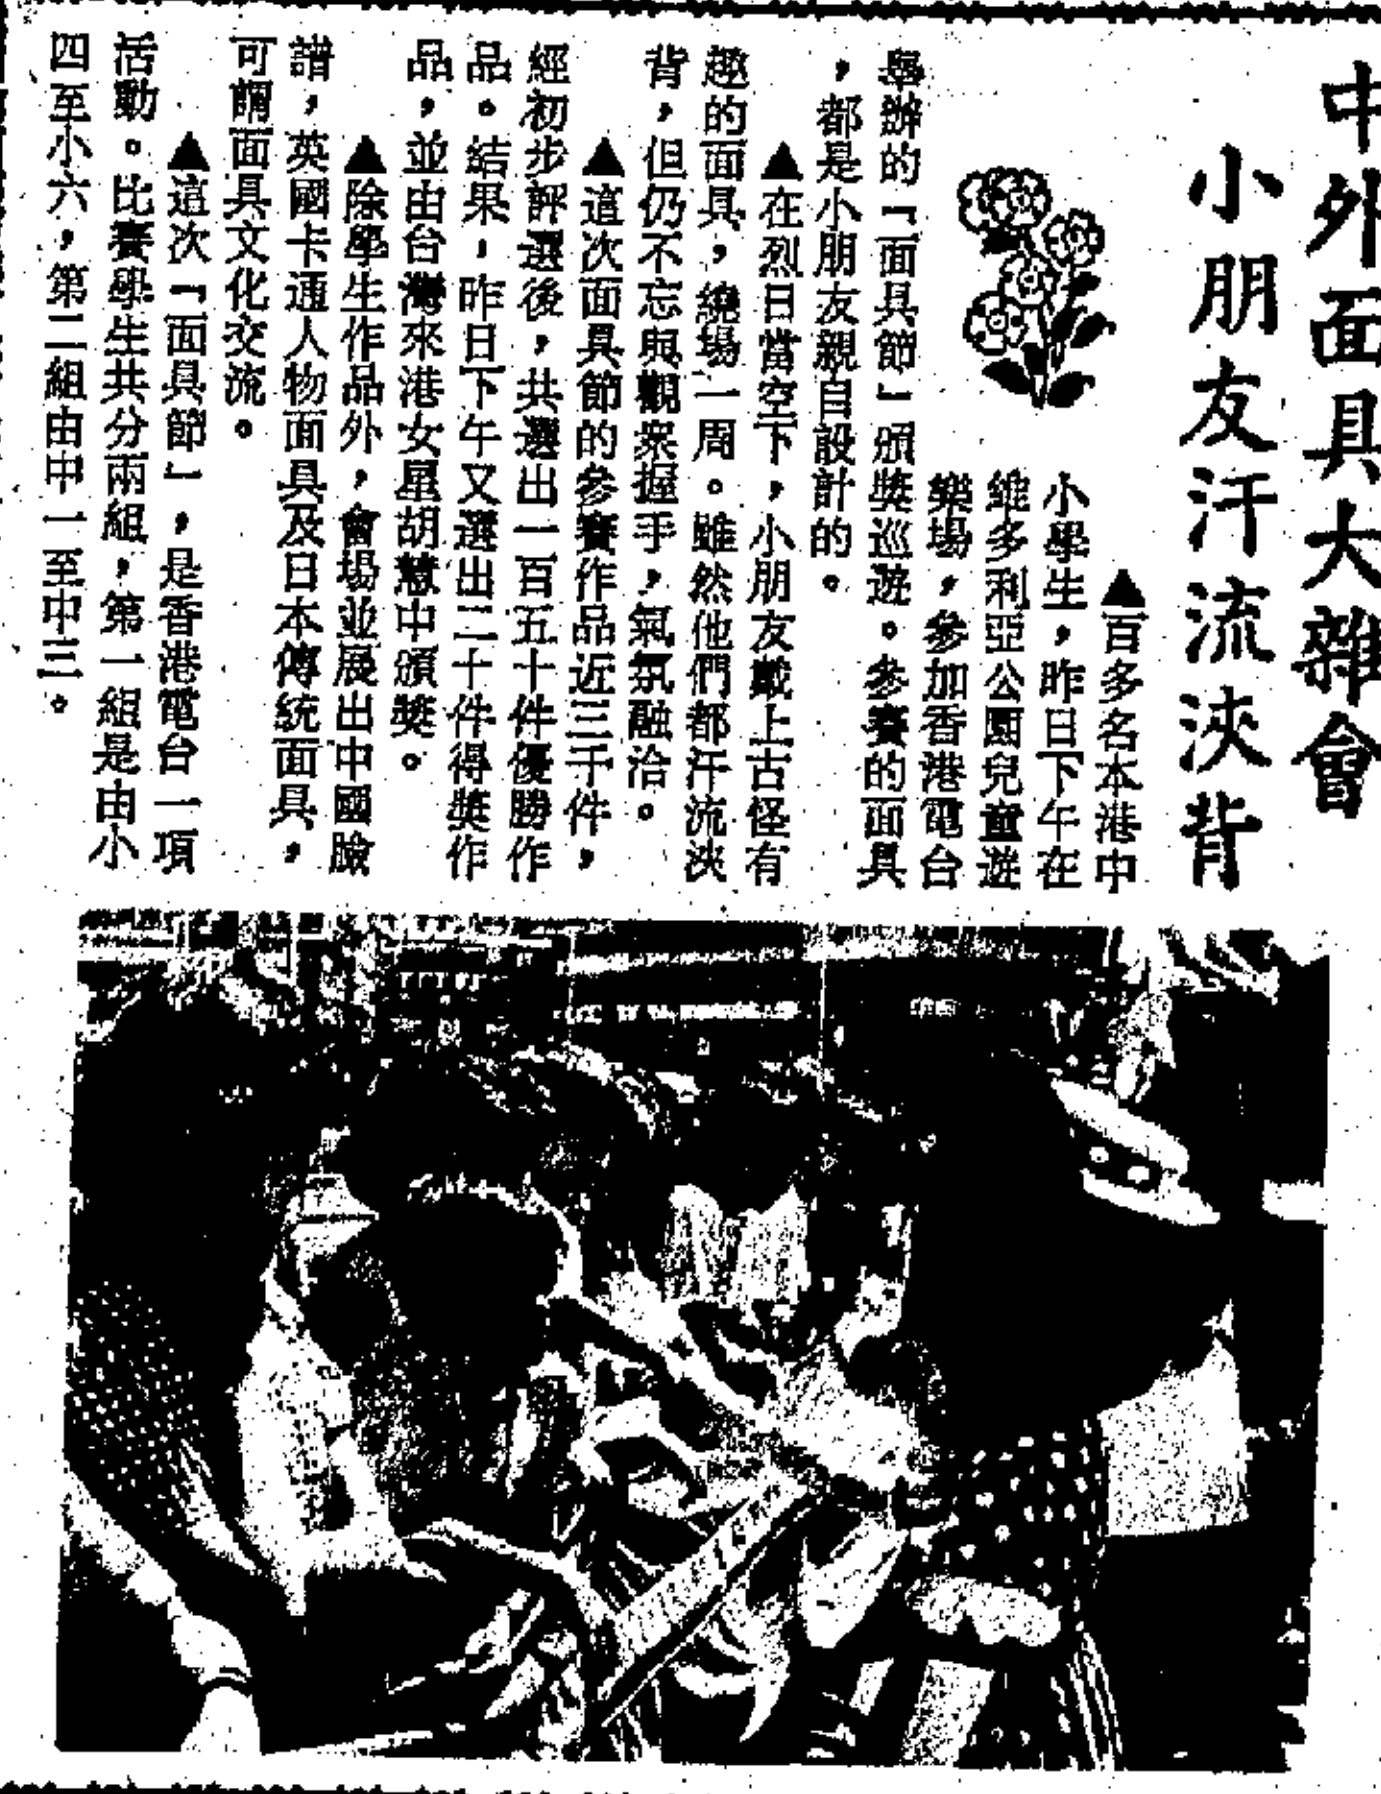 中外面具大雜會
小朋友汗流浹背
▲百多名本港中
小學生，昨日下午在
維多利亞公園兒童遊
樂場，參加香港電台
舉辦的「面具節」頒獎巡遊。參賽的面具
，都是小朋友親自設計的。
▲在烈日當空下，小朋友戴上古怪有
趣的面具，繞場一周。雖然他們都汗流浹
背，但仍不忘與觀衆握手，氣氛融洽。
▲這次面具節的參賽作品近三千件，
經初步評選後，共選出一百五十件優勝作
品。結果，昨日下午又選出二十件得獎作
品，並由台灣來港女星胡慧中頒獎。
▲除學生作品外，會場並展出中國臉
譜，英國卡通人物面具及日本傳統面具，
可謂面具文化交流。
▲這次「面具節」，是香港電台一項
活動。比賽學生共分兩組，第一組是由小
四至小六，第二組由中一至中三。